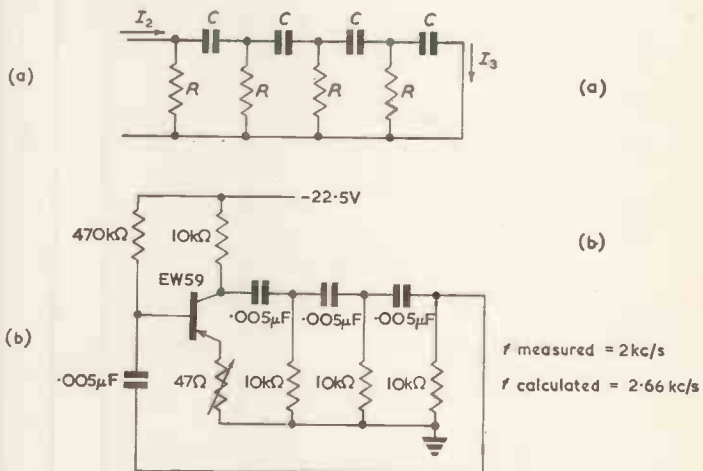 C C C C
I₂
I₃
R R R R
(a)
(a)
-22·5V
470kΩ
10kΩ
(b)
EW59
·005μF ·005μF ·005μF
(b)
·005μF
47Ω
10kΩ 10kΩ 10kΩ
f measured = 2kc/s
f calculated = 2·66 kc/s